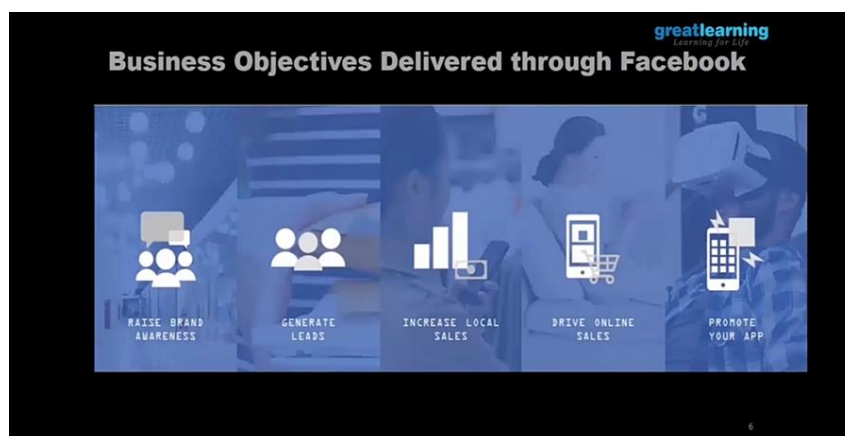 greatlearning
Learning for Life
Business Objectives Delivered through Facebook
RAISE BRAND
AWARENESS
GENERATE
LEADS
INCREASE LOCAL
SALES
DRIVE ONLINE
SALES
PROMOTE
YOUR APP
6